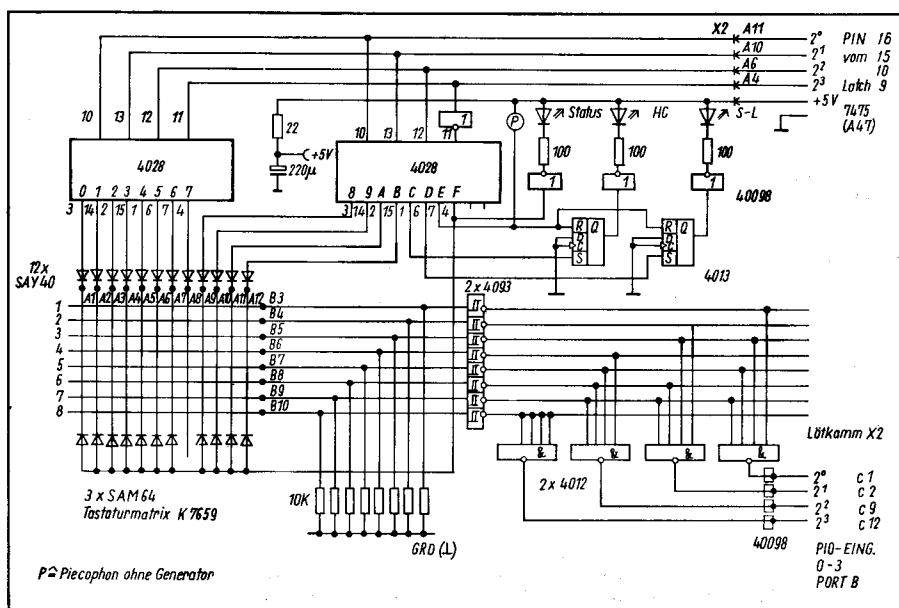 X2 A11 2⁰ PIN 16
A10 2¹ vom 15
A6 2² 10
A4 2³ Latch 9
+5V
7475
(A47)
10 13 12 11
10 13 12 11
1
22
+5V
220µ
P
Status HC S-L
100 100 100
1 1 1
40098
4028
0 1 2 3 4 5 6 7
3 14 2 15 1 6 7 4
4028
8 9 A B C D E F
3 14 2 15 1 6 7 4
R Q
D
C
S
R Q
D
C
S
4013
12x
SAY 40
A1 A2 A3 A4 A5 A6 A7 A8 A9 A10 A11 A12
2 x 4093
1 B3
2 B4
3 B5
4 B6
5 B7
6 B8
7 B9
8 B10
Lötkamm X2
& & & &
2 x 4012
2⁰ c 1
2¹ c 2
2² c 9
2³ c 12
40098
PIO-EING.
0-3
PORT B
10K
GRD (⊥)
3 x SAM 64
Tastaturmatrix K 7659
P ≙ Piecophon ohne Generator